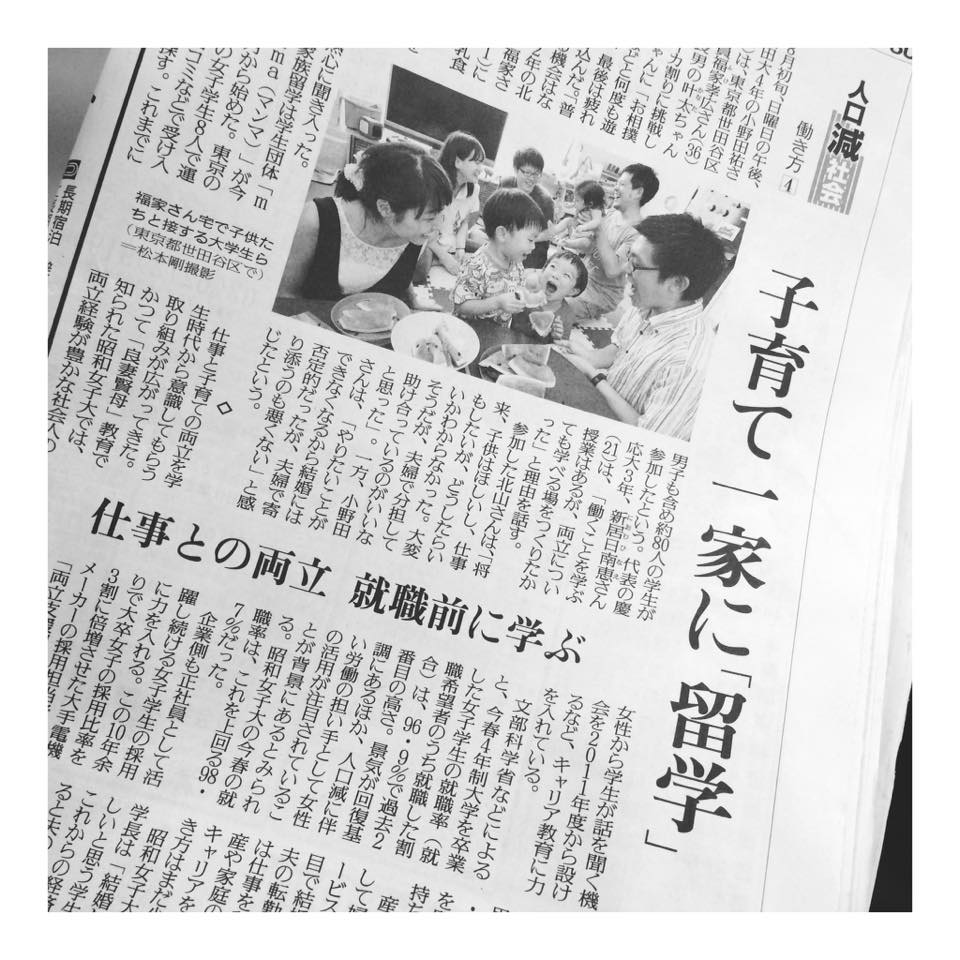 人口減社会
働き方 4
子育て一家に「留学」
仕事との両立 就職前に学ぶ
月初旬、日曜日の午後、
田大4年の小野田祐さ
は、東京都世田谷区
員福家孝広さん(36
男の叶大ちゃん
カ割りに挑戦し
んに「お相撲
などと何度も遊
最後は疲れ
込んだ。「普
機会はな
2年の北
福家さ
ーに
乳食
心に聞き入った。
家族留学は学生団体「m
ma(マンマ)」が今
月から始めた。東京の
の女子学生8人で運
コミなどで受け入
探す。これまでに
福家さん宅で子供た
ちと接する大学生ら
(東京都世田谷区で)
=松本剛撮影
男子も含め約80人の学生が
参加したという。代表の慶
応大3年、新居日南恵さん
(21)は、「働くことを学ぶ
授業はあるが、両立につい
ても学べる場をつくりたか
った」と理由を話す。
参加した北山さんは、「将
来、子供はほしいし、仕事
もしたいが、どうしたらい
いかわからなかった。大変
そうだが、夫婦で分担して
助け合っているのがいいな
と思った」。一方、小野田
さんは、「やりたいことが
できなくなるから結婚には
否定的だったが、夫婦で寄
り添うのも悪くない」と感
じたという。
◇
仕事と子育ての両立を学
生時代から意識してもらう
取り組みが広がってきた。
かつて「良妻賢母」教育で
知られた昭和女子大では、
両立経験が豊かな社会人の
女性から学生が話を聞く機
会を2011年度から設け
るなど、キャリア教育に力
を入れている。
文部科学省などによる
と、今春4年制大学を卒業
した女子学生の就職率(就
職希望者のうち就職した割
合)は、96・9%で過去2
番目の高さ。景気が回復基
調にあるほか、人口減に伴
い労働の担い手として女性
の活用が注目されているこ
とが背景にあるとみられ
る。昭和女子大の今春の就
職率は、これを上回る98・
7%だった。
企業側も正社員として活
躍し続ける女子学生の採用
に力を入れる。この10年余
りで大卒女子の採用比率を
3割に倍増させた大手電機
メーカーの採用担当
「両立支援
ービス
産
目で結
夫の転勤
は仕事を
産や家庭の
キャリアを
き方はまだ
昭和女子大
学長は「結婚
しいと思う学生
これからの経
長期宿泊